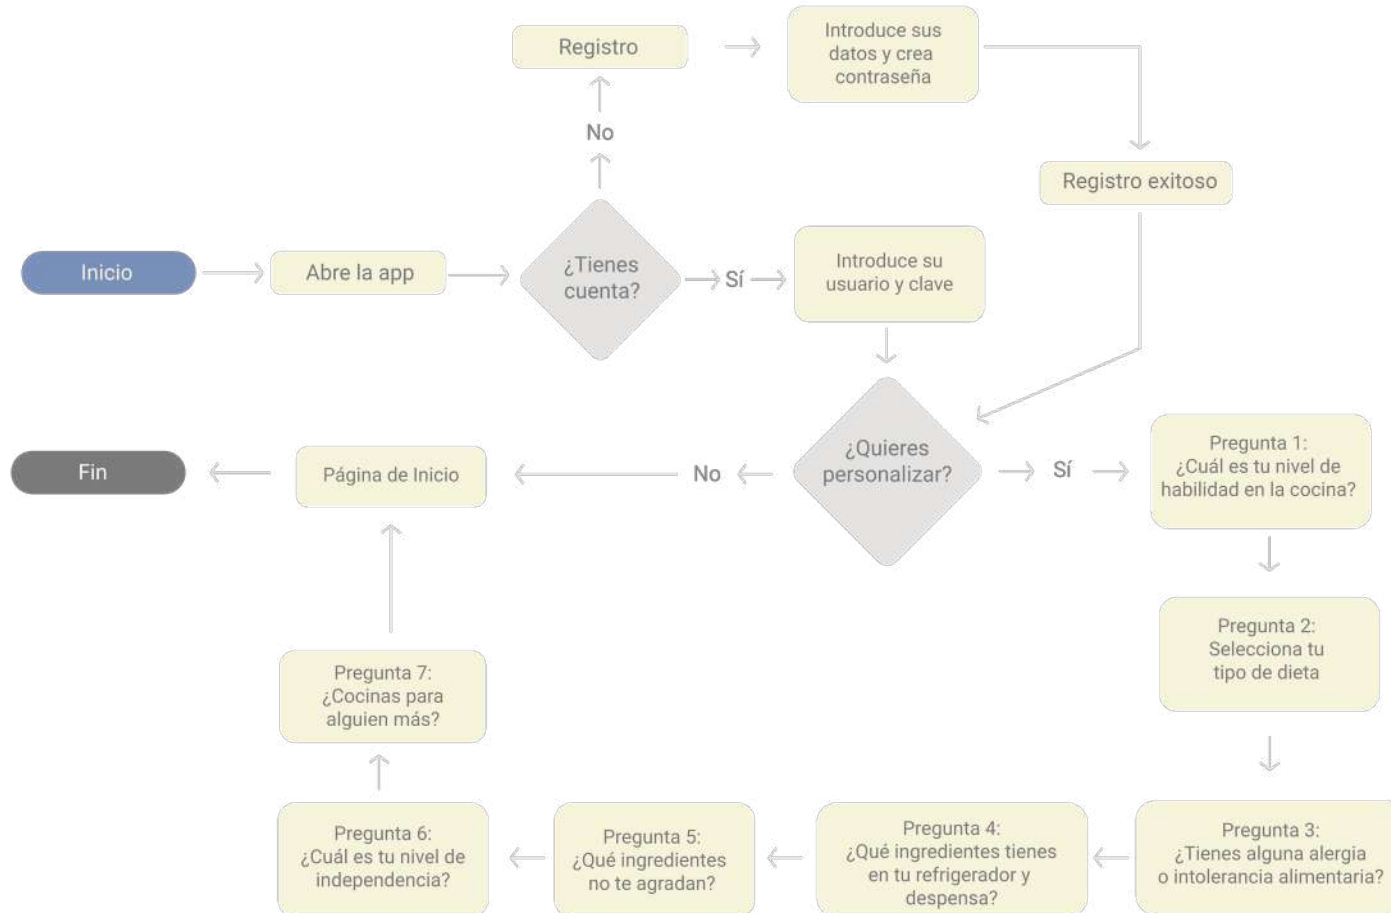 Registro
Introduce sus
datos y crea
contraseña
No
Registro exitoso
Inicio
Abre la app
¿Tienes
cuenta?
Sí
Introduce su
usuario y clave
Fin
Página de Inicio
No
¿Quieres
personalizar?
Sí
Pregunta 1:
¿Cuál es tu nivel de
habilidad en la cocina?
Pregunta 2:
Selecciona tu
tipo de dieta
Pregunta 3:
¿Tienes alguna alergia
o intolerancia alimentaria?
Pregunta 4:
¿Qué ingredientes tienes
en tu refrigerador y
despensa?
Pregunta 5:
¿Qué ingredientes
no te agradan?
Pregunta 6:
¿Cuál es tu nivel de
independencia?
Pregunta 7:
¿Cocinas para
alguien más?